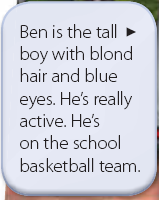 Ben is the tall ►
boy with blond
hair and blue
eyes. He's really
active. He's
on the school
basketball team.